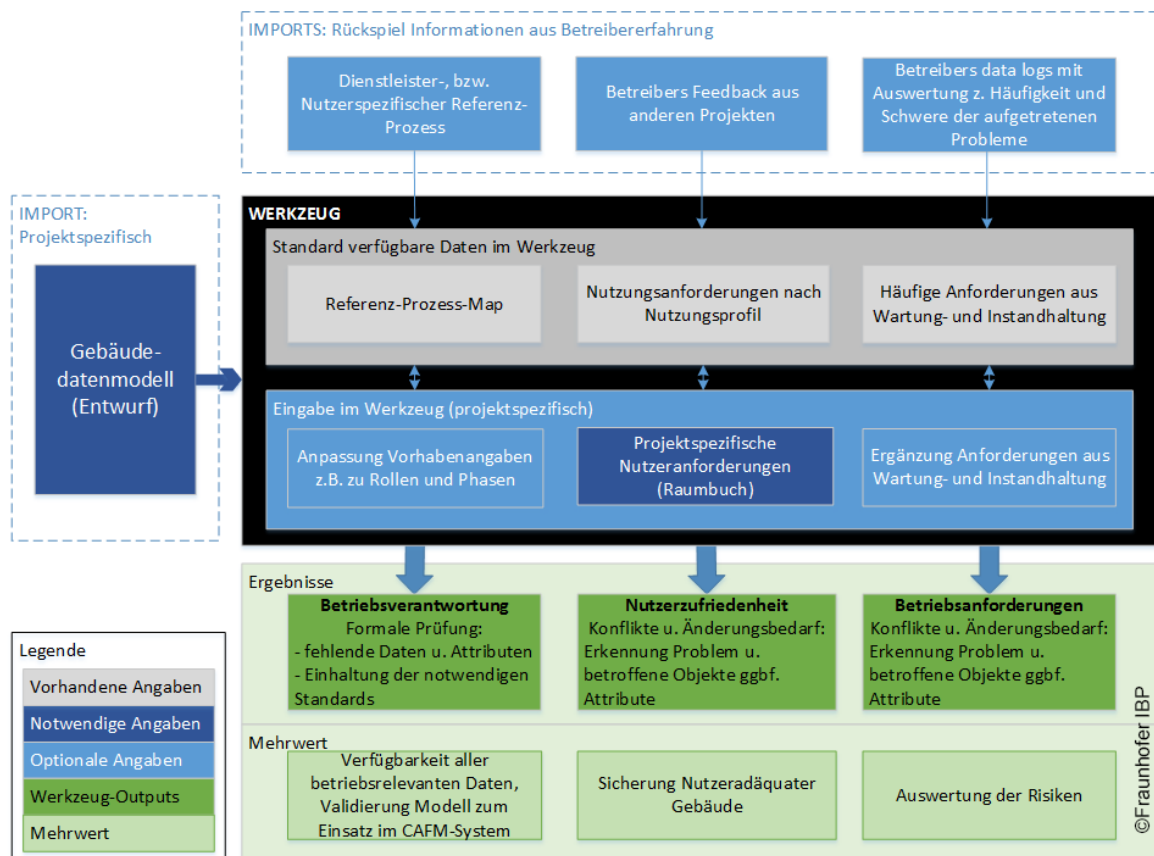 IMPORTS: Rückspiel Informationen aus Betreibererfahrung
Dienstleister-, bzw.
Nutzerspezifischer Referenz-
Prozess
Betreibers Feedback aus
anderen Projekten
Betreibers data logs mit
Auswertung z. Häufigkeit und
Schwere der aufgetretenen
Probleme
IMPORT:
Projektspezifisch
Gebäude-
datenmodell
(Entwurf)
WERKZEUG
Standard verfügbare Daten im Werkzeug
Referenz-Prozess-Map
Nutzungsanforderungen nach
Nutzungsprofil
Häufige Anforderungen aus
Wartung- und Instandhaltung
Eingabe im Werkzeug (projektspezifisch)
Anpassung Vorhabenangaben
z.B. zu Rollen und Phasen
Projektspezifische
Nutzeranforderungen
(Raumbuch)
Ergänzung Anforderungen aus
Wartung- und Instandhaltung
Ergebnisse
Betriebsverantwortung
Formale Prüfung:
- fehlende Daten u. Attributen
- Einhaltung der notwendigen
Standards
Nutzerzufriedenheit
Konflikte u. Änderungsbedarf:
Erkennung Problem u.
betroffene Objekte ggbf.
Attribute
Betriebsanforderungen
Konflikte u. Änderungsbedarf:
Erkennung Problem u.
betroffene Objekte ggbf.
Attribute
Mehrwert
Verfügbarkeit aller
betriebsrelevanten Daten,
Validierung Modell zum
Einsatz im CAFM-System
Sicherung Nutzeradäquater
Gebäude
Auswertung der Risiken
Legende
Vorhandene Angaben
Notwendige Angaben
Optionale Angaben
Werkzeug-Outputs
Mehrwert
©Fraunhofer IBP